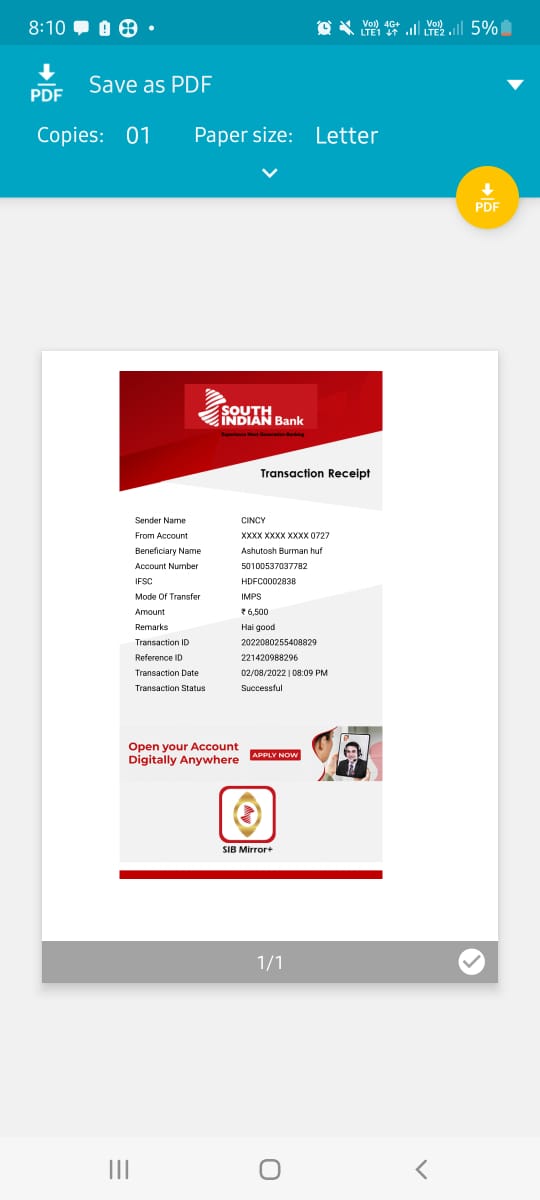 8:10
Vo)) 4G+ Vo)) 5%
LTE1 LTE2
PDF
Save as PDF
Copies: 01 Paper size: Letter
PDF
SOUTH
INDIAN Bank
Experience Next Generation Banking
Transaction Receipt
Sender Name CINCY
From Account XXXX XXXX XXXX 0727
Beneficiary Name Ashutosh Burman huf
Account Number 50100537037782
IFSC HDFC0002838
Mode Of Transfer IMPS
Amount ₹ 6,500
Remarks Hai good
Transaction ID 2022080255408829
Reference ID 221420988296
Transaction Date 02/08/2022 | 08:09 PM
Transaction Status Successful
Open your Account
Digitally Anywhere
APPLY NOW
SIB Mirror+
1/1